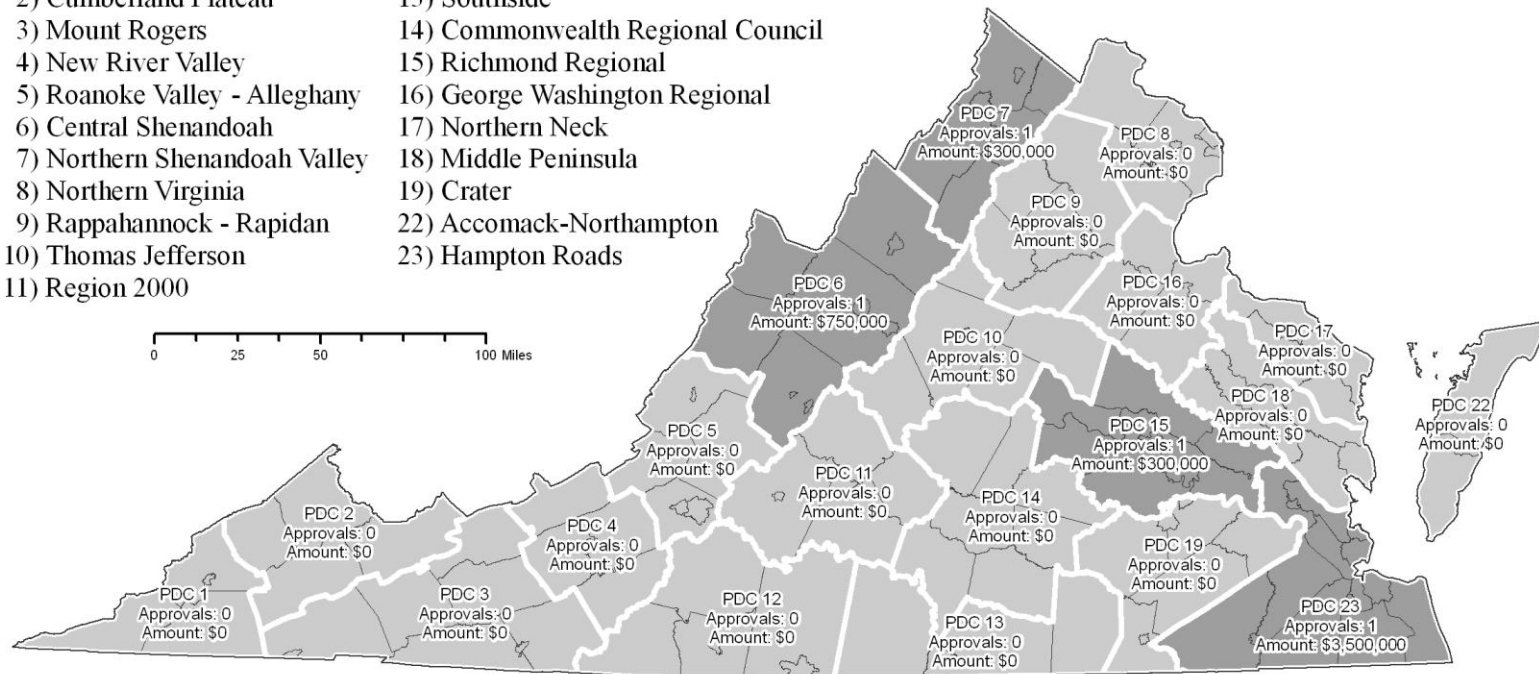 2) Cumberland Plateau
3) Mount Rogers
4) New River Valley
5) Roanoke Valley - Alleghany
6) Central Shenandoah
7) Northern Shenandoah Valley
8) Northern Virginia
9) Rappahannock - Rapidan
10) Thomas Jefferson
11) Region 2000
13) Southside
14) Commonwealth Regional Council
15) Richmond Regional
16) George Washington Regional
17) Northern Neck
18) Middle Peninsula
19) Crater
22) Accomack-Northampton
23) Hampton Roads
0 25 50 100 Miles
PDC 7
Approvals: 1
Amount: $300,000
PDC 8
Approvals: 0
Amount: $0
PDC 9
Approvals: 0
Amount: $0
PDC 6
Approvals: 1
Amount: $750,000
PDC 16
Approvals: 0
Amount: $0
PDC 10
Approvals: 0
Amount: $0
PDC 17
Approvals: 0
Amount: $0
PDC 18
Approvals: 0
Amount: $0
PDC 22
Approvals: 0
Amount: $0
PDC 5
Approvals: 0
Amount: $0
PDC 15
Approvals: 1
Amount: $300,000
PDC 11
Approvals: 0
Amount: $0
PDC 14
Approvals: 0
Amount: $0
PDC 2
Approvals: 0
Amount: $0
PDC 4
Approvals: 0
Amount: $0
PDC 19
Approvals: 0
Amount: $0
PDC 1
Approvals: 0
Amount: $0
PDC 3
Approvals: 0
Amount: $0
PDC 12
Approvals: 0
Amount: $0
PDC 13
Approvals: 0
Amount: $0
PDC 23
Approvals: 1
Amount: $3,500,000